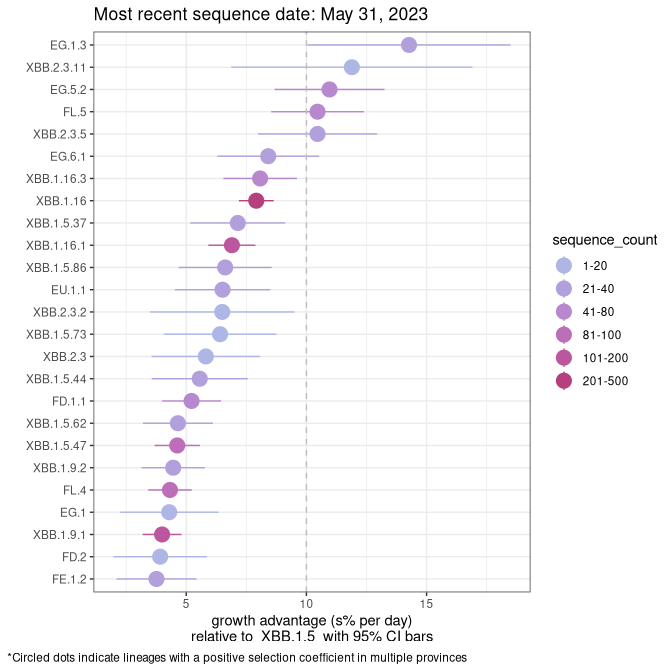 Most recent sequence date: May 31, 2023
EG.1.3
XBB.2.3.11
EG.5.2
FL.5
XBB.2.3.5
EG.6.1
XBB.1.16.3
XBB.1.16
XBB.1.5.37
XBB.1.16.1
XBB.1.5.86
EU.1.1
XBB.2.3.2
XBB.1.5.73
XBB.2.3
XBB.1.5.44
FD.1.1
XBB.1.5.62
XBB.1.5.47
XBB.1.9.2
FL.4
EG.1
XBB.1.9.1
FD.2
FE.1.2
5 10 15
growth advantage (s% per day)
relative to XBB.1.5 with 95% CI bars
sequence_count
1-20
21-40
41-80
81-100
101-200
201-500
*Circled dots indicate lineages with a positive selection coefficient in multiple provinces